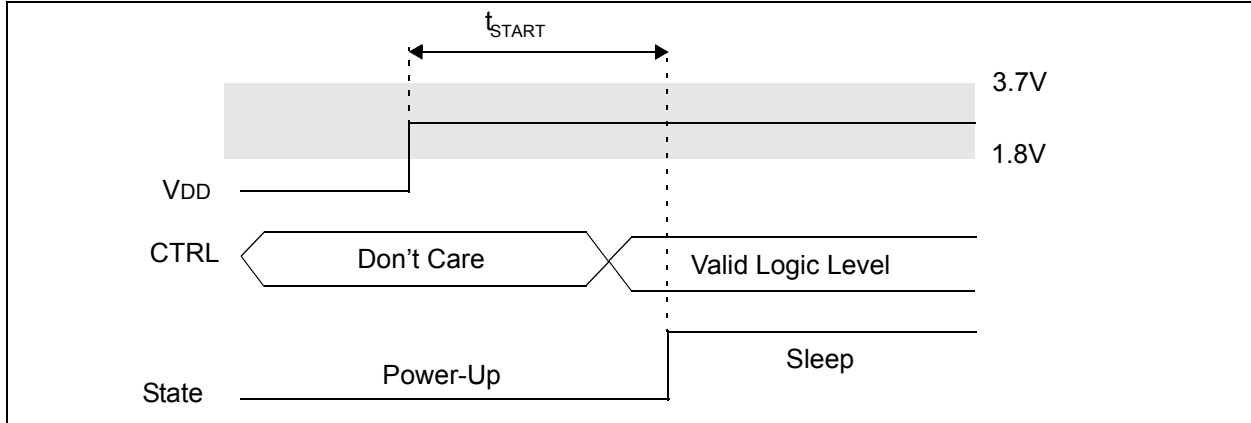 tSTART
3.7V
1.8V
VDD
CTRL
Don't Care
Valid Logic Level
Sleep
Power-Up
State